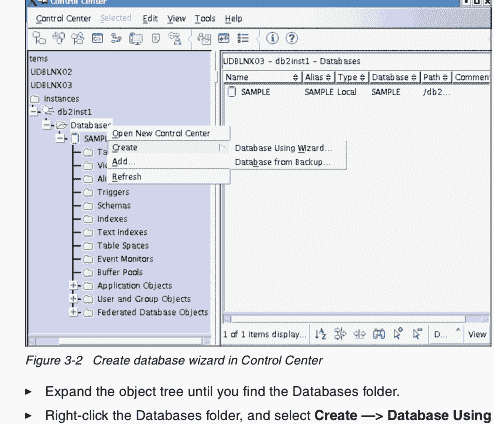 Control Center
Control Center Selected Edit View Tools Help
tems
UDBLNX02
UDBLNX03
Instances
db2inst1
Databases
SAMPL
Ta
Vie
Ali
Triggers
Schemas
Indexes
Text Indexes
Table Spaces
Event Monitors
Buffer Pools
Application Objects
User and Group Objects
Federated Database Objects
Open New Control Center
Create
Add...
Refresh
Database Using Wizard...
Database from Backup...
UDBLNX03 - db2inst1 - Databases
Name Alias Type Database Path Commen
SAMPLE SAMPLE Local SAMPLE /db2...
1 of 1 items display... D... View
Figure 3-2 Create database wizard in Control Center
► Expand the object tree until you find the Databases folder.
► Right-click the Databases folder, and select Create —> Database Using